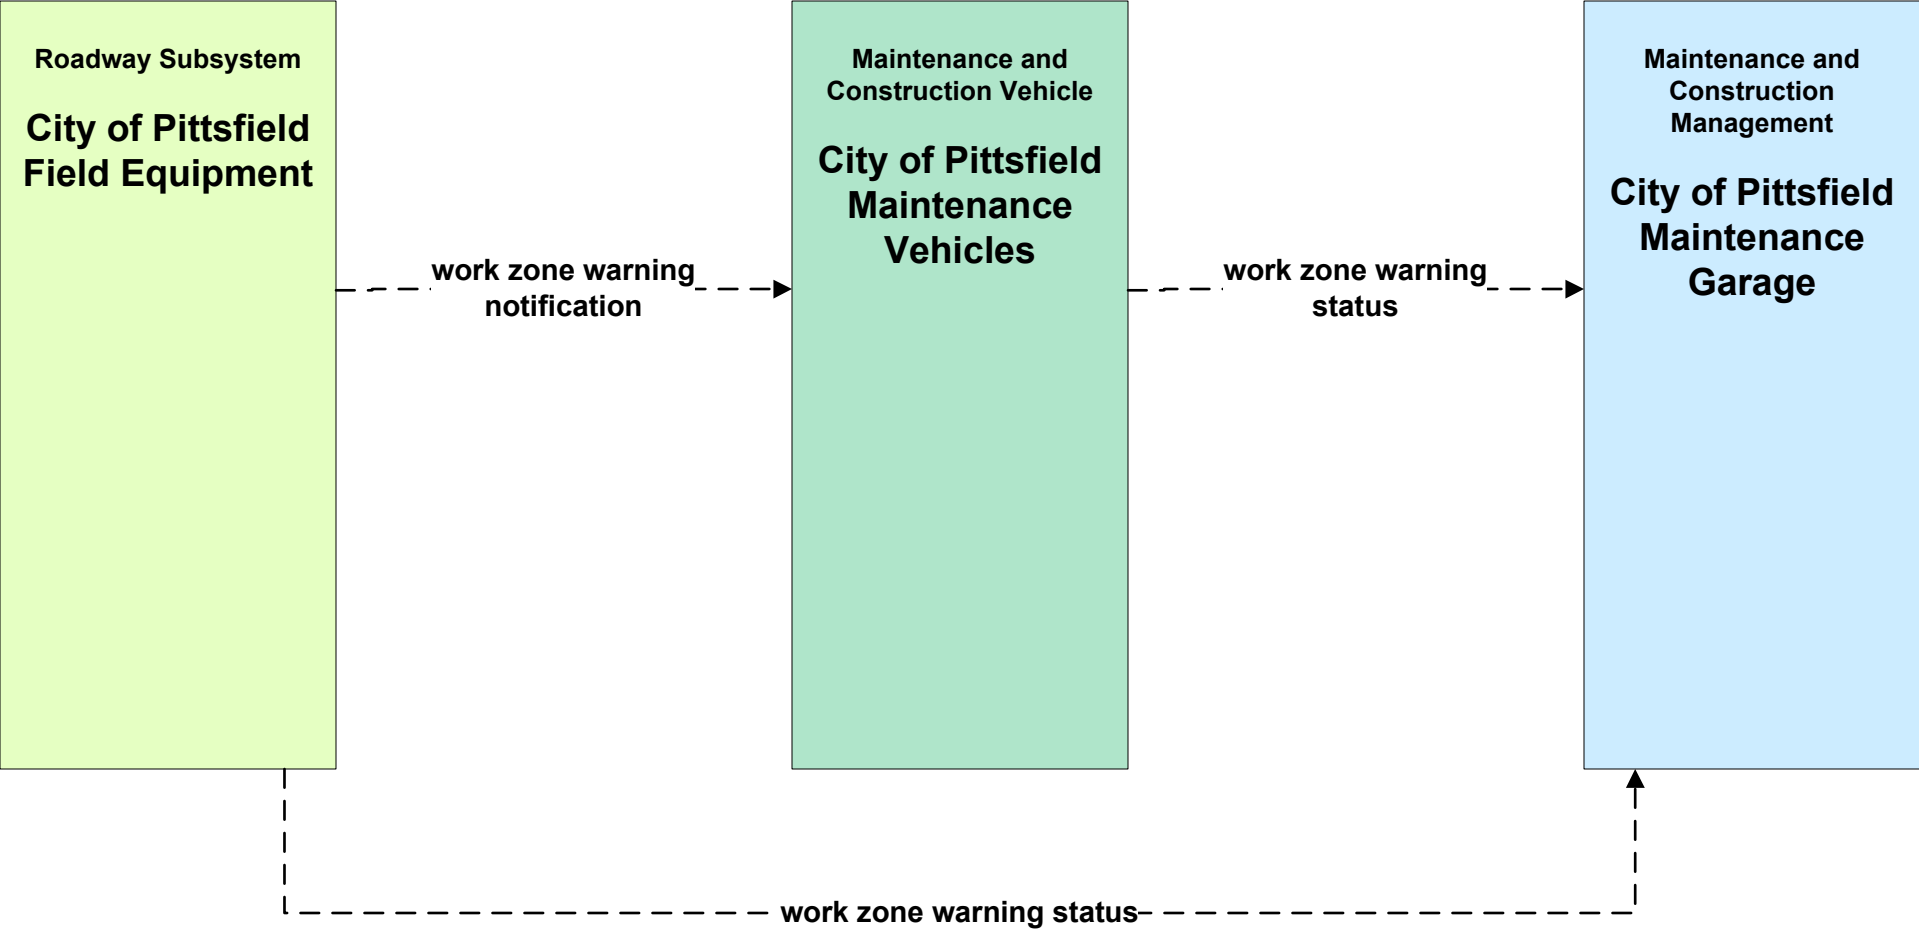 Roadway Subsystem
City of Pittsfield
Field Equipment
work zone warning
notification
Maintenance and
Construction Vehicle
City of Pittsfield
Maintenance
Vehicles
work zone warning
status
Maintenance and
Construction
Management
City of Pittsfield
Maintenance
Garage
work zone warning status